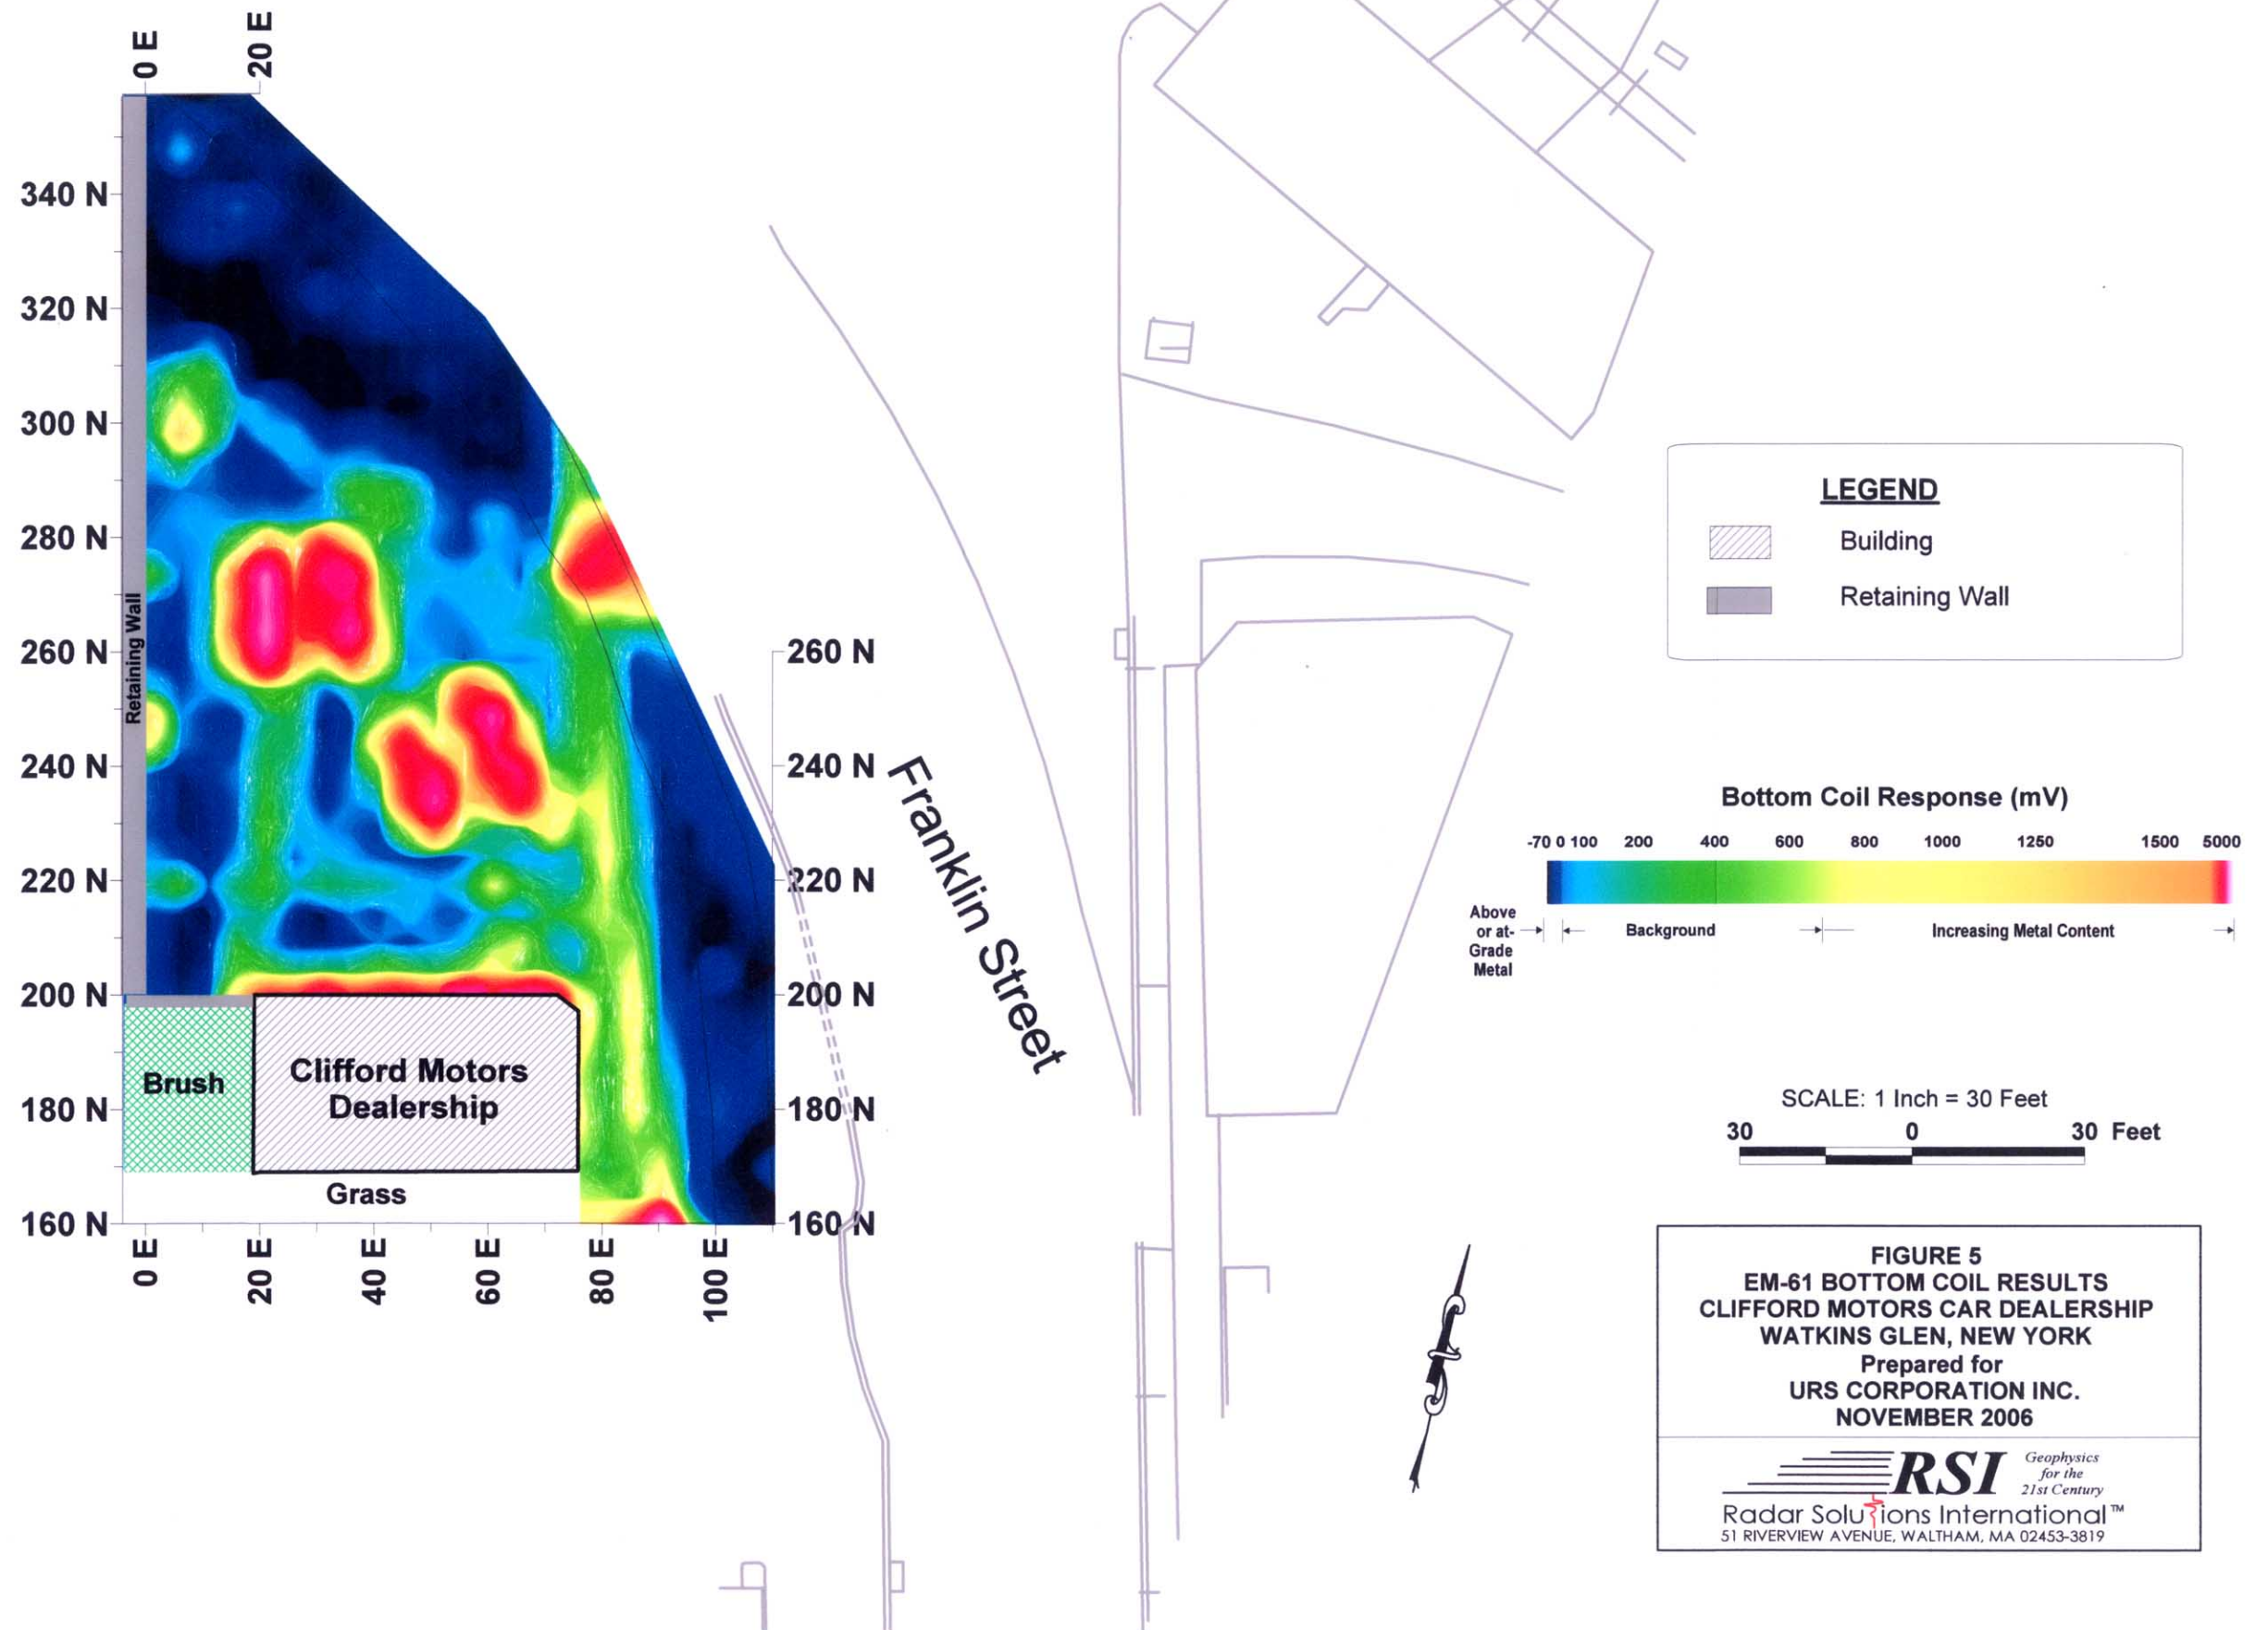 0 E
20 E
340 N
320 N
300 N
280 N
260 N
240 N
220 N
200 N
180 N
160 N
Retaining Wall
260 N
240 N
220 N
200 N
180 N
160 N
0 E
20 E
40 E
60 E
80 E
100 E
Brush
Clifford Motors
Dealership
Grass
Franklin Street
LEGEND
Building
Retaining Wall
Bottom Coil Response (mV)
-70 0 100 200 400 600 800 1000 1250 1500 5000
Above
or at-
Grade
Metal
Background
Increasing Metal Content
SCALE: 1 Inch = 30 Feet
30 0 30 Feet
FIGURE 5
EM-61 BOTTOM COIL RESULTS
CLIFFORD MOTORS CAR DEALERSHIP
WATKINS GLEN, NEW YORK
Prepared for
URS CORPORATION INC.
NOVEMBER 2006
RSI
Geophysics
for the
21st Century
Radar Solutions International™
51 RIVERVIEW AVENUE, WALTHAM, MA 02453-3819